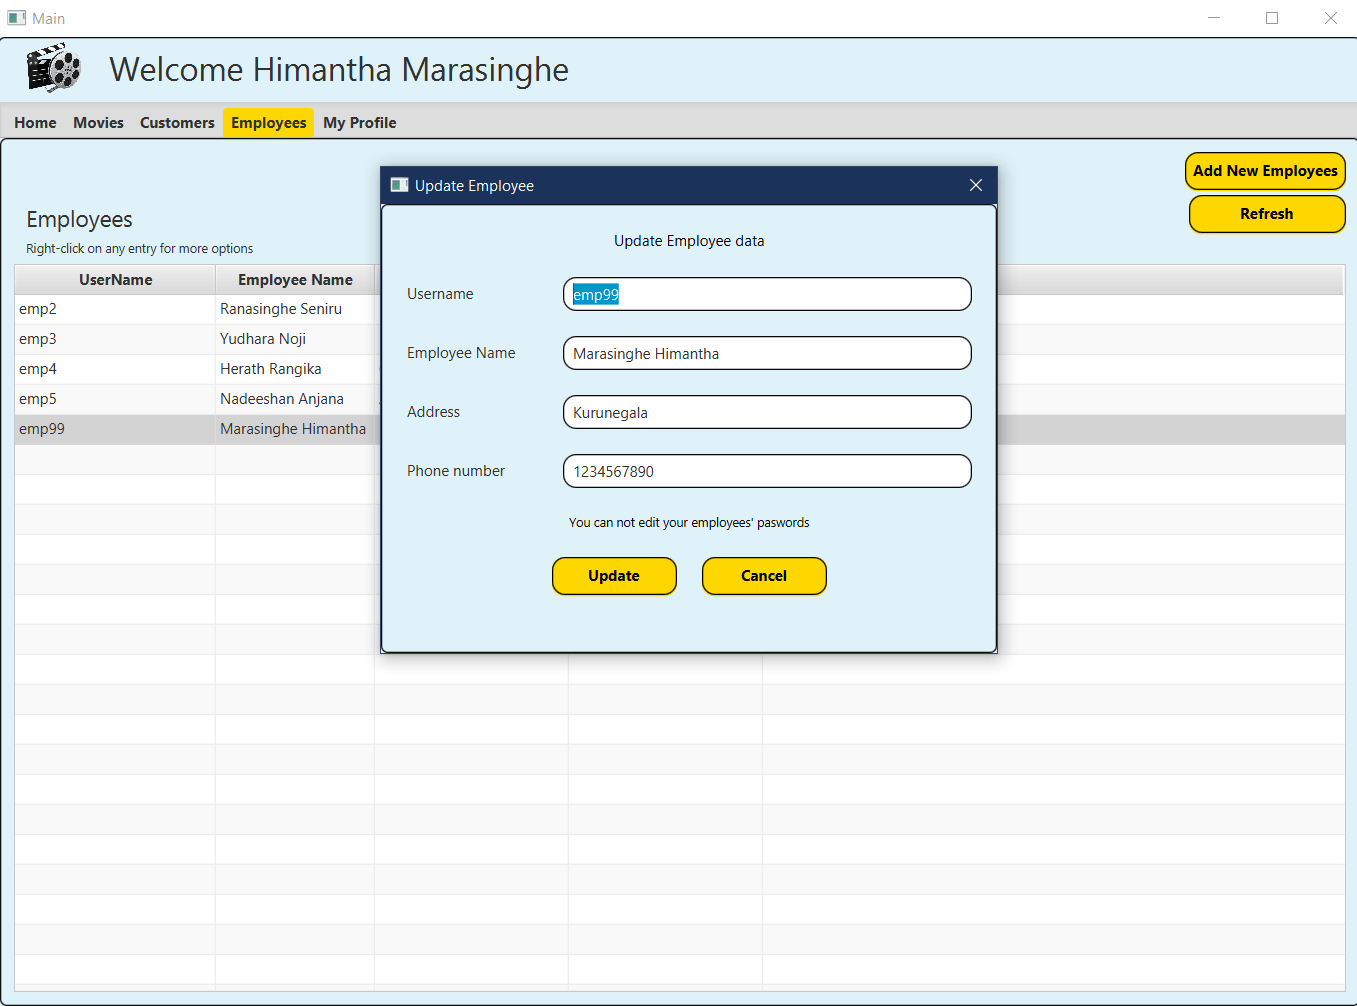 Main
Welcome Himantha Marasinghe
Home Movies Customers Employees My Profile
Add New Employees
Refresh
Employees
Right-click on any entry for more options
UserName Employee Name
emp2 Ranasinghe Seniru
emp3 Yudhara Noji
emp4 Herath Rangika
emp5 Nadeeshan Anjana
emp99 Marasinghe Himantha
Update Employee
Update Employee data
Username emp99
Employee Name Marasinghe Himantha
Address Kurunegala
Phone number 1234567890
You can not edit your employees' paswords
Update Cancel